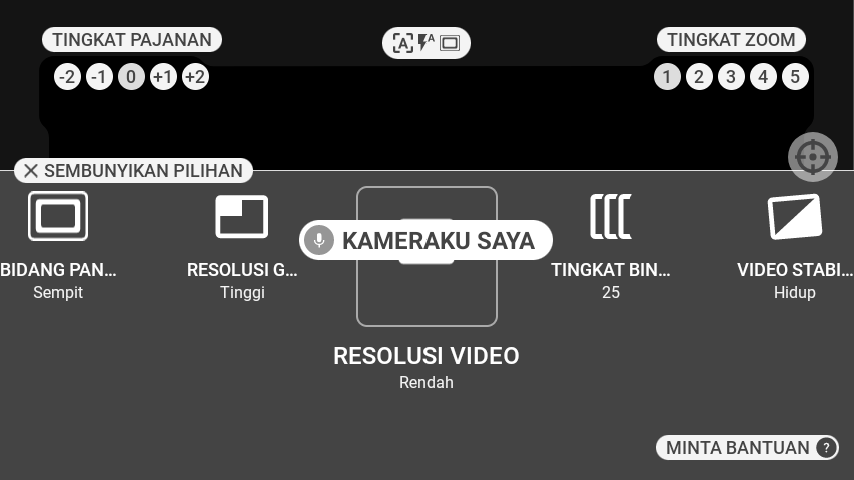 TINGKAT PAJANAN
TINGKAT ZOOM
-2 -1 0 +1 +2
1 2 3 4 5
SEMBUNYIKAN PILIHAN
KAMERAKU SAYA
BIDANG PAN...
Sempit
RESOLUSI G...
Tinggi
TINGKAT BIN...
25
VIDEO STABI...
Hidup
RESOLUSI VIDEO
Rendah
MINTA BANTUAN ?